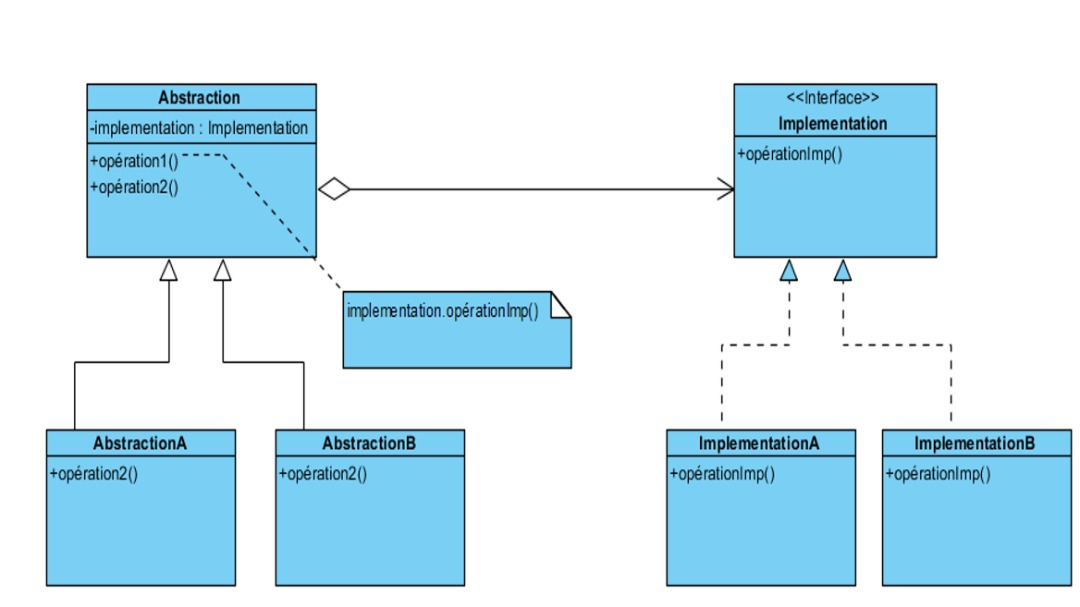 Abstraction
-implementation : Implementation
+opération1()
+opération2()
<<Interface>>
Implementation
+opérationImp()
implementation.opérationImp()
AbstractionA
+opération2()
AbstractionB
+opération2()
ImplementationA
+opérationImp()
ImplementationB
+opérationImp()